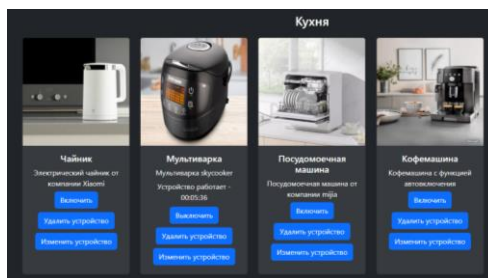 Кухня
Чайник
Электрический чайник от
компании Xiaomi
Включить
Удалить устройство
Изменить устройство
Мультиварка
Мультиварка skycooker
Устройство работает -
00:05:36
Выключить
Удалить устройство
Изменить устройство
Посудомоечная
машина
Посудомоечная машина от
компании mijia
Включить
Удалить устройство
Изменить устройство
Кофемашина
Кофемашина с функцией
автовключения
Включить
Удалить устройство
Изменить устройство